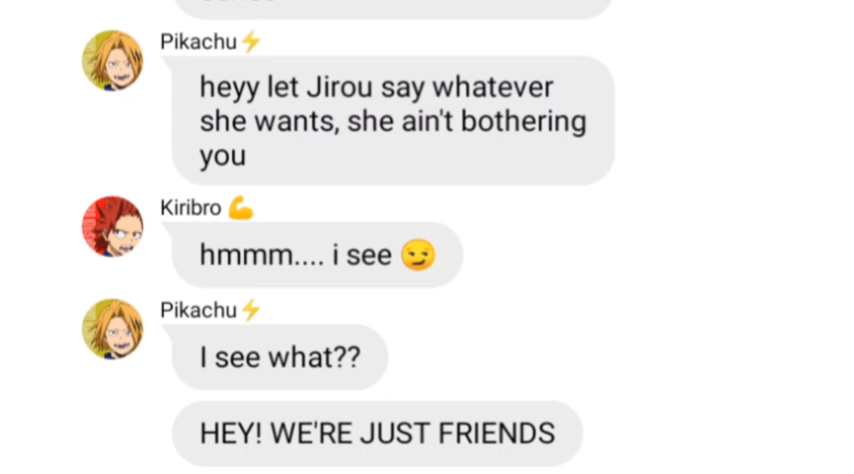 Pikachu⚡
heyy let Jirou say whatever
she wants, she ain't bothering
you
Kiribro 💪
hmmm.... i see 😏
Pikachu⚡
I see what??
HEY! WE'RE JUST FRIENDS